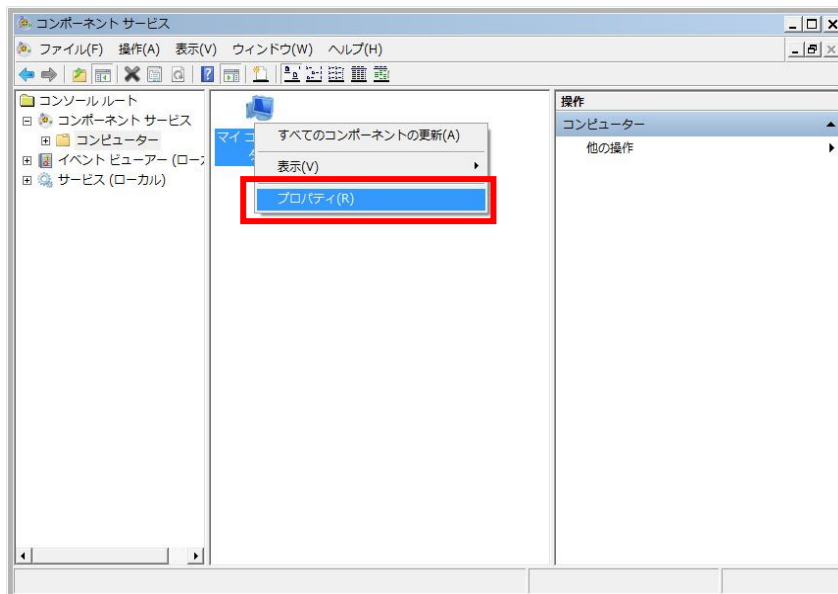 コンポーネント サービス
ファイル(F) 操作(A) 表示(V) ウィンドウ(W) ヘルプ(H)
コンソール ルート
コンポーネント サービス
コンピューター
イベント ビューアー (ロー
サービス (ローカル)
マイ コ
すべてのコンポーネントの更新(A)
表示(V)
プロパティ(R)
操作
コンピューター
他の操作